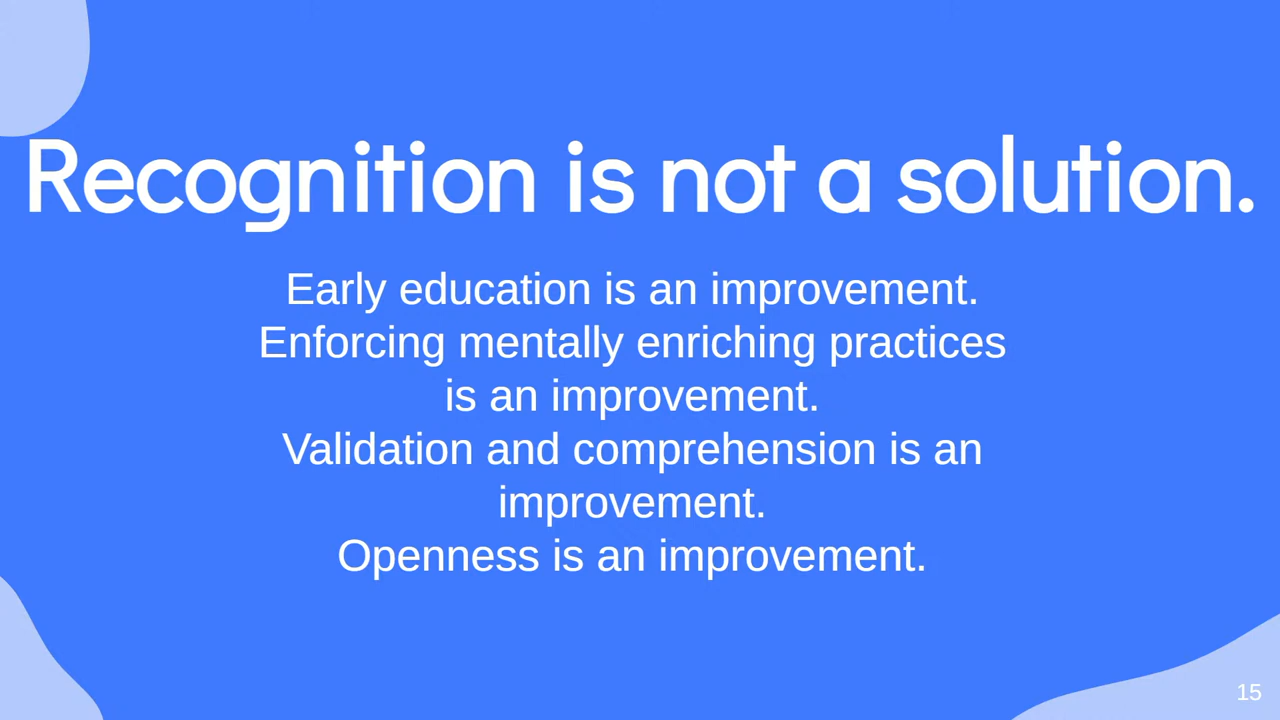 Recognition is not a solution.
Early education is an improvement.
Enforcing mentally enriching practices
is an improvement.
Validation and comprehension is an
improvement.
Openness is an improvement.
15